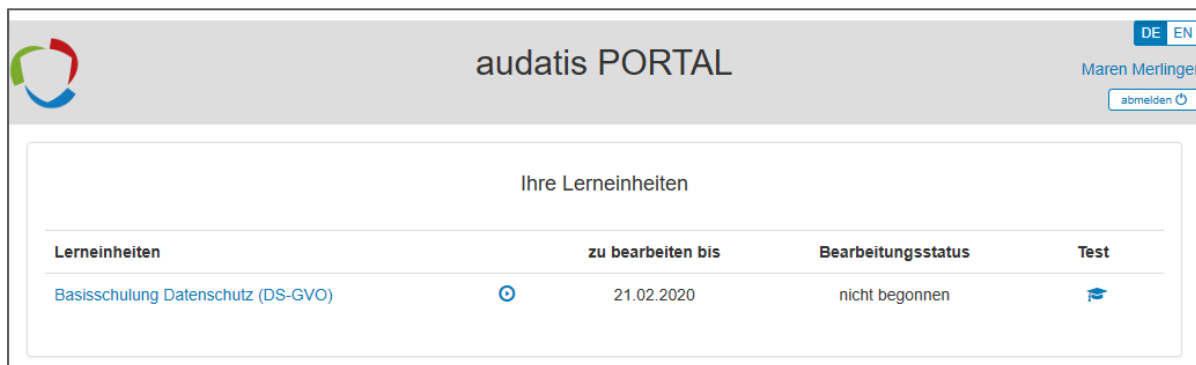 audatis PORTAL
DE EN
Maren Merlinger
abmelden
Ihre Lerneinheiten
Lerneinheiten zu bearbeiten bis Bearbeitungsstatus Test
Basisschulung Datenschutz (DS-GVO) 21.02.2020 nicht begonnen